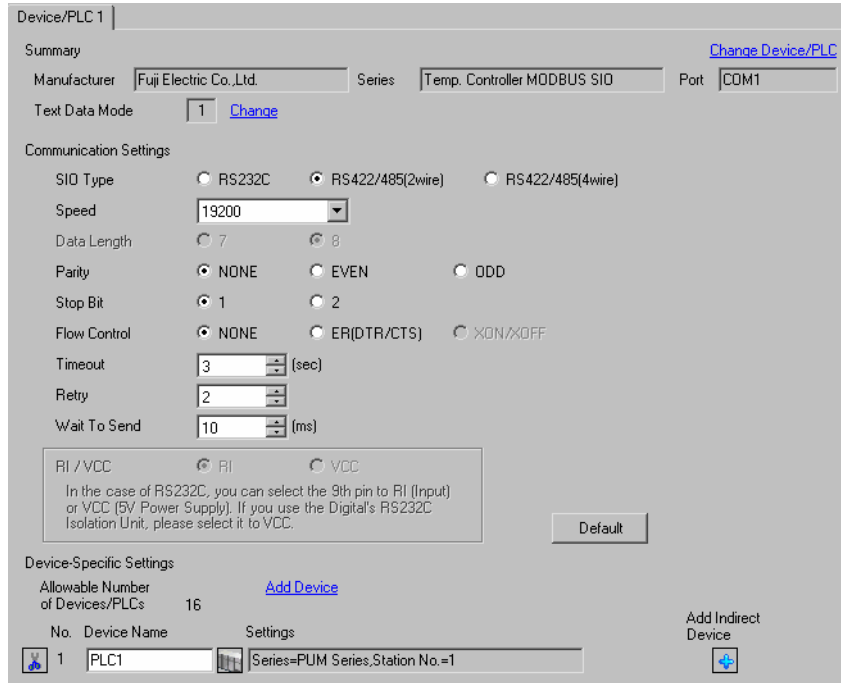 Device/PLC 1
Summary Change Device/PLC
Manufacturer Fuji Electric Co.,Ltd. Series Temp. Controller MODBUS SIO Port COM1
Text Data Mode 1 Change
Communication Settings
SIO Type RS232C RS422/485(2wire) RS422/485(4wire)
Speed 19200
Data Length 7 8
Parity NONE EVEN ODD
Stop Bit 1 2
Flow Control NONE ER(DTR/CTS) XON/XOFF
Timeout 3 (sec)
Retry 2
Wait To Send 10 (ms)
RI / VCC RI VCC
In the case of RS232C, you can select the 9th pin to RI (Input)
or VCC (5V Power Supply). If you use the Digital's RS232C
Isolation Unit, please select it to VCC.
Default
Device-Specific Settings
Allowable Number Add Device
of Devices/PLCs 16
Add Indirect
No. Device Name Settings Device
1 PLC1 Series=PUM Series,Station No.=1